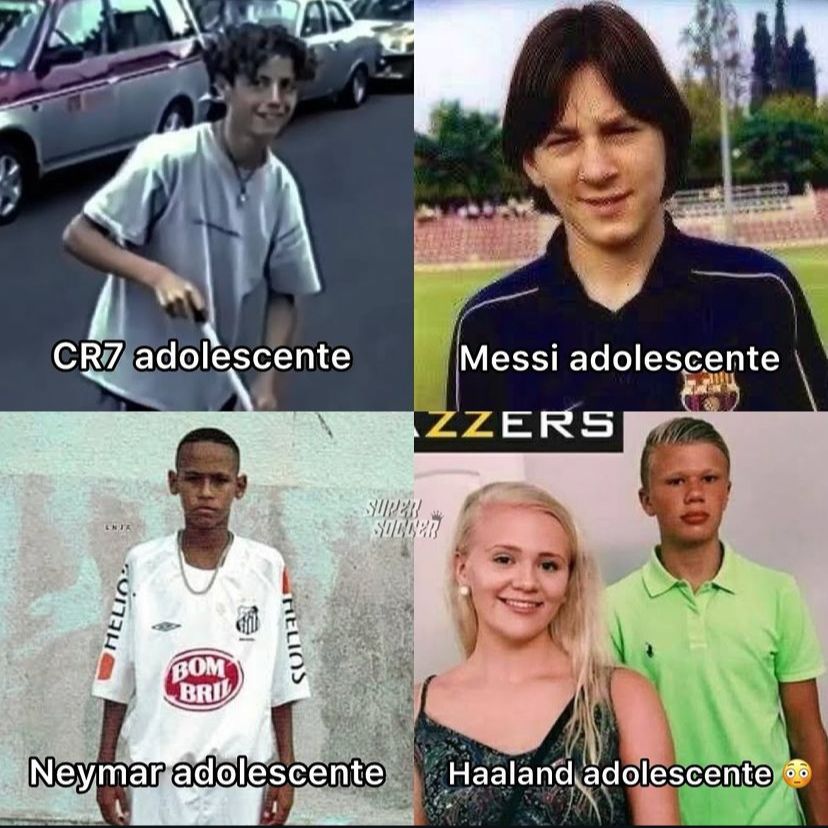 CR7 adolescente
Messi adolescente
ZZERS
SUPER
SOCCER
HELIOS
HELIOS
BOM
BRIL
Neymar adolescente
Haaland adolescente 😳